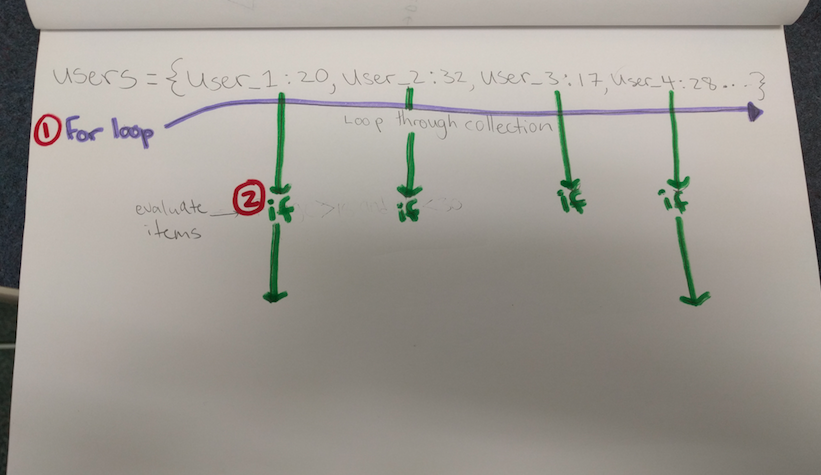 users = {User_1:20, User_2:32, User_3:17, User_4:28...}
① For loop
Loop through collection
② if if if if
evaluate
items